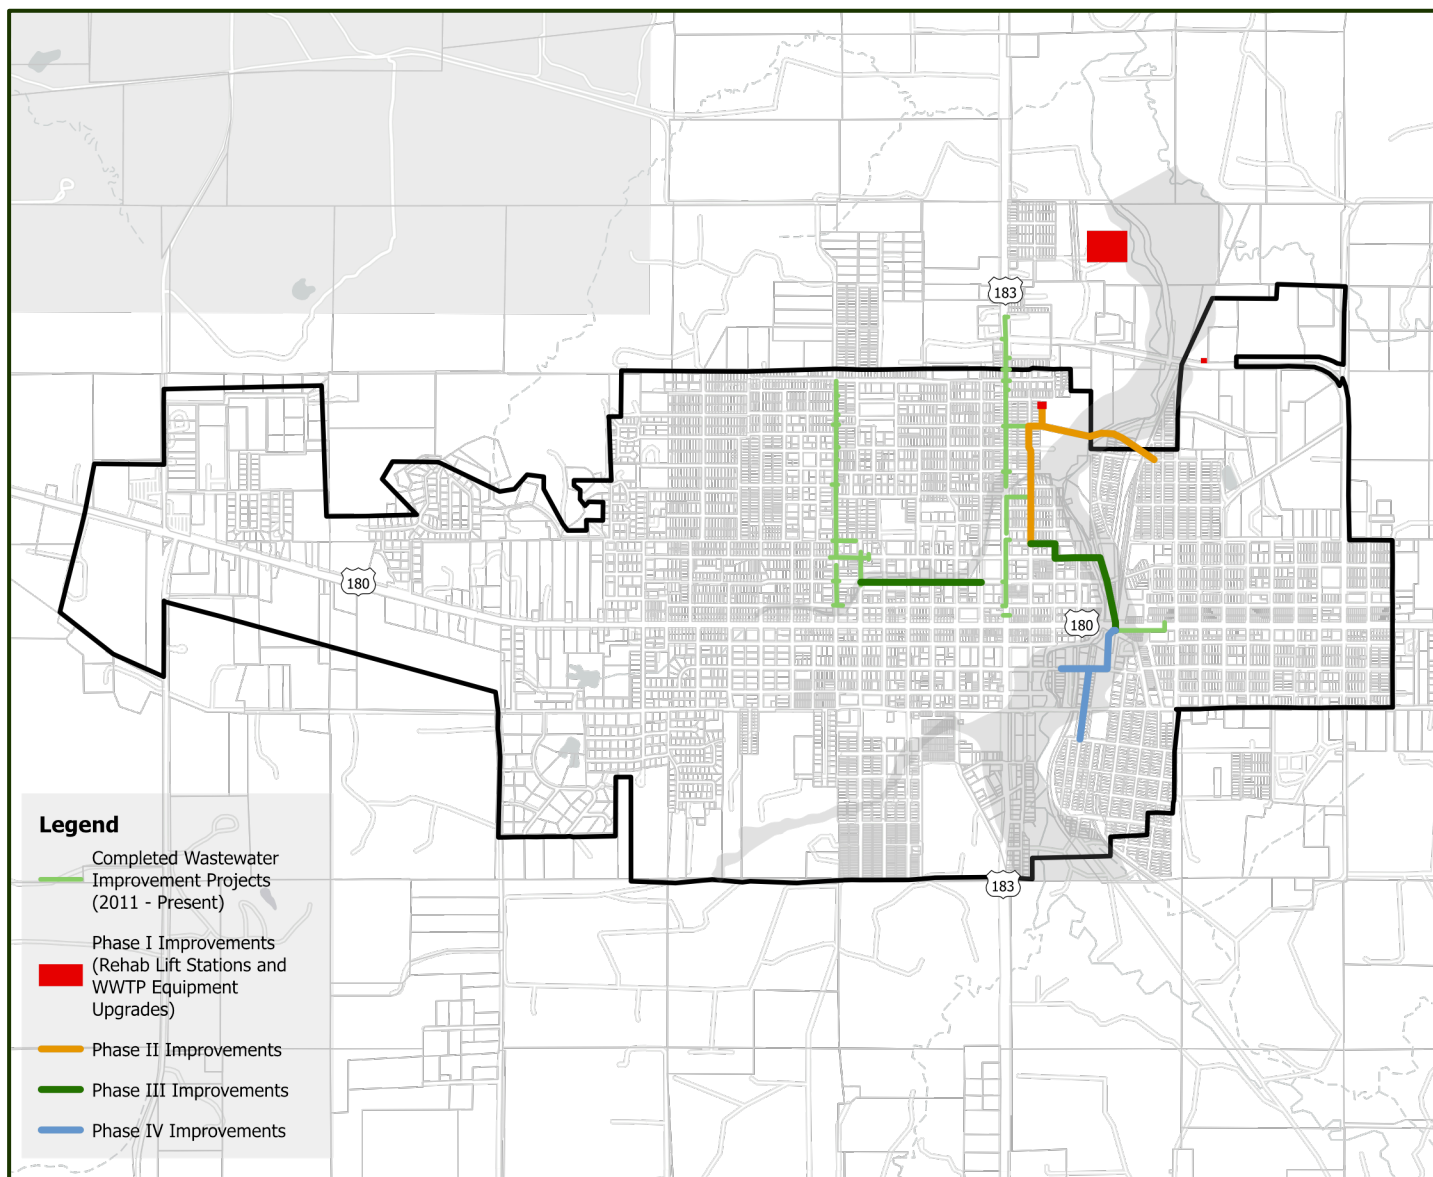 183
180
180
183
Legend
Completed Wastewater
Improvement Projects
(2011 - Present)
Phase I Improvements
(Rehab Lift Stations and
WWTP Equipment
Upgrades)
Phase II Improvements
Phase III Improvements
Phase IV Improvements